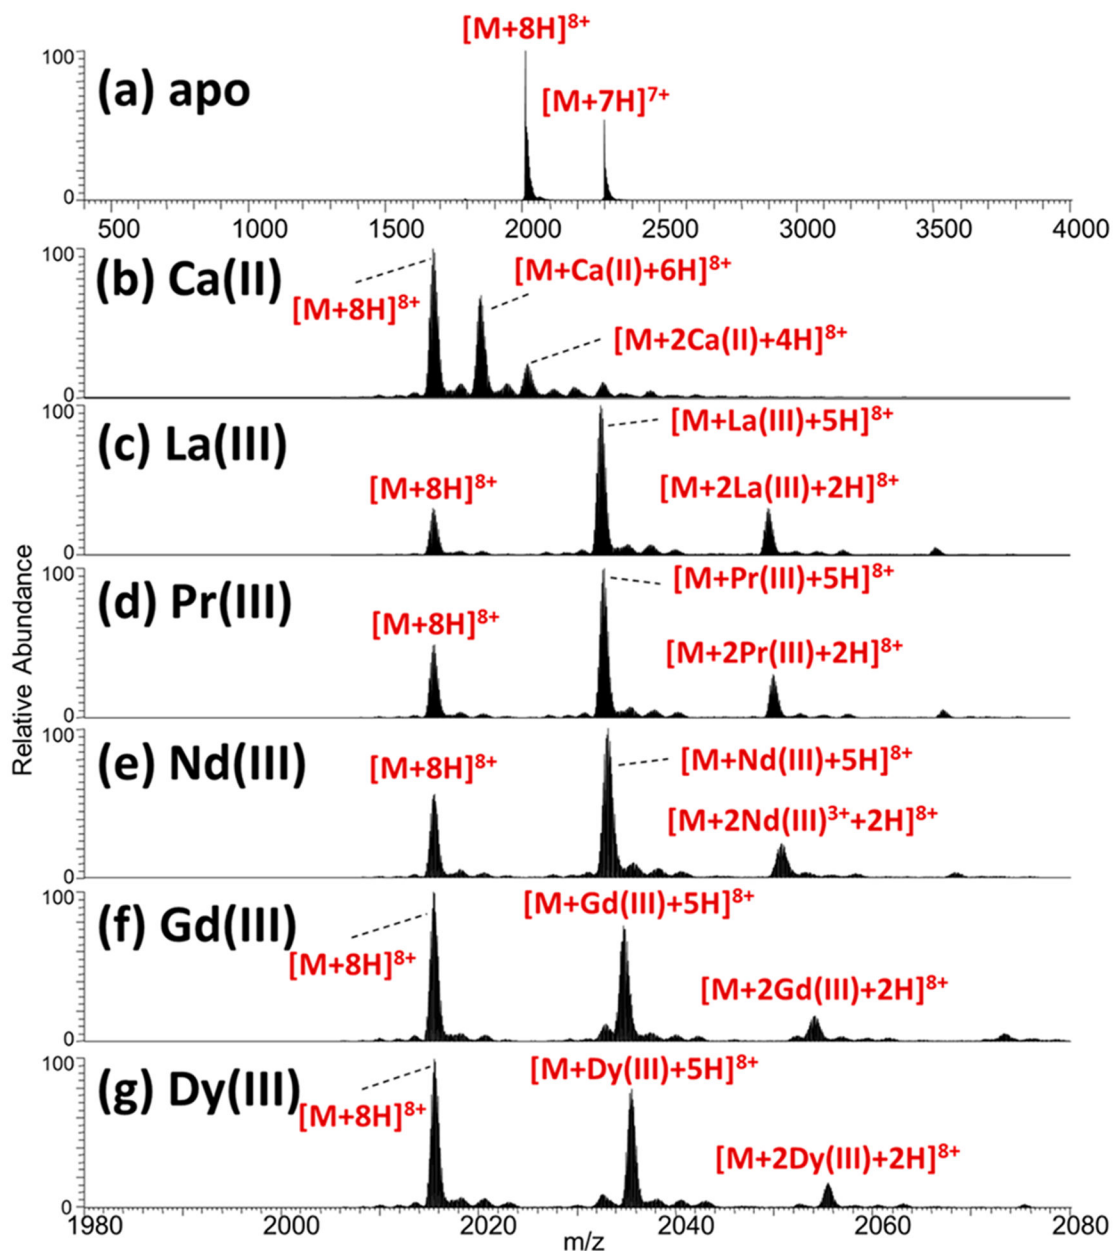 [M+8H]⁸⁺
100
(a) apo
[M+7H]⁷⁺
0
500 1000 1500 2000 2500 3000 3500 4000
100
(b) Ca(II)
[M+Ca(II)+6H]⁸⁺
[M+8H]⁸⁺
[M+2Ca(II)+4H]⁸⁺
0
100
(c) La(III)
[M+La(III)+5H]⁸⁺
[M+8H]⁸⁺
[M+2La(III)+2H]⁸⁺
0
Relative Abundance
100
(d) Pr(III)
[M+Pr(III)+5H]⁸⁺
[M+8H]⁸⁺
[M+2Pr(III)+2H]⁸⁺
0
100
(e) Nd(III)
[M+Nd(III)+5H]⁸⁺
[M+8H]⁸⁺
[M+2Nd(III)³⁺+2H]⁸⁺
0
100
(f) Gd(III)
[M+Gd(III)+5H]⁸⁺
[M+8H]⁸⁺
[M+2Gd(III)+2H]⁸⁺
0
100
(g) Dy(III)
[M+Dy(III)+5H]⁸⁺
[M+8H]⁸⁺
[M+2Dy(III)+2H]⁸⁺
0
1980 2000 2020 2040 2060 2080
m/z